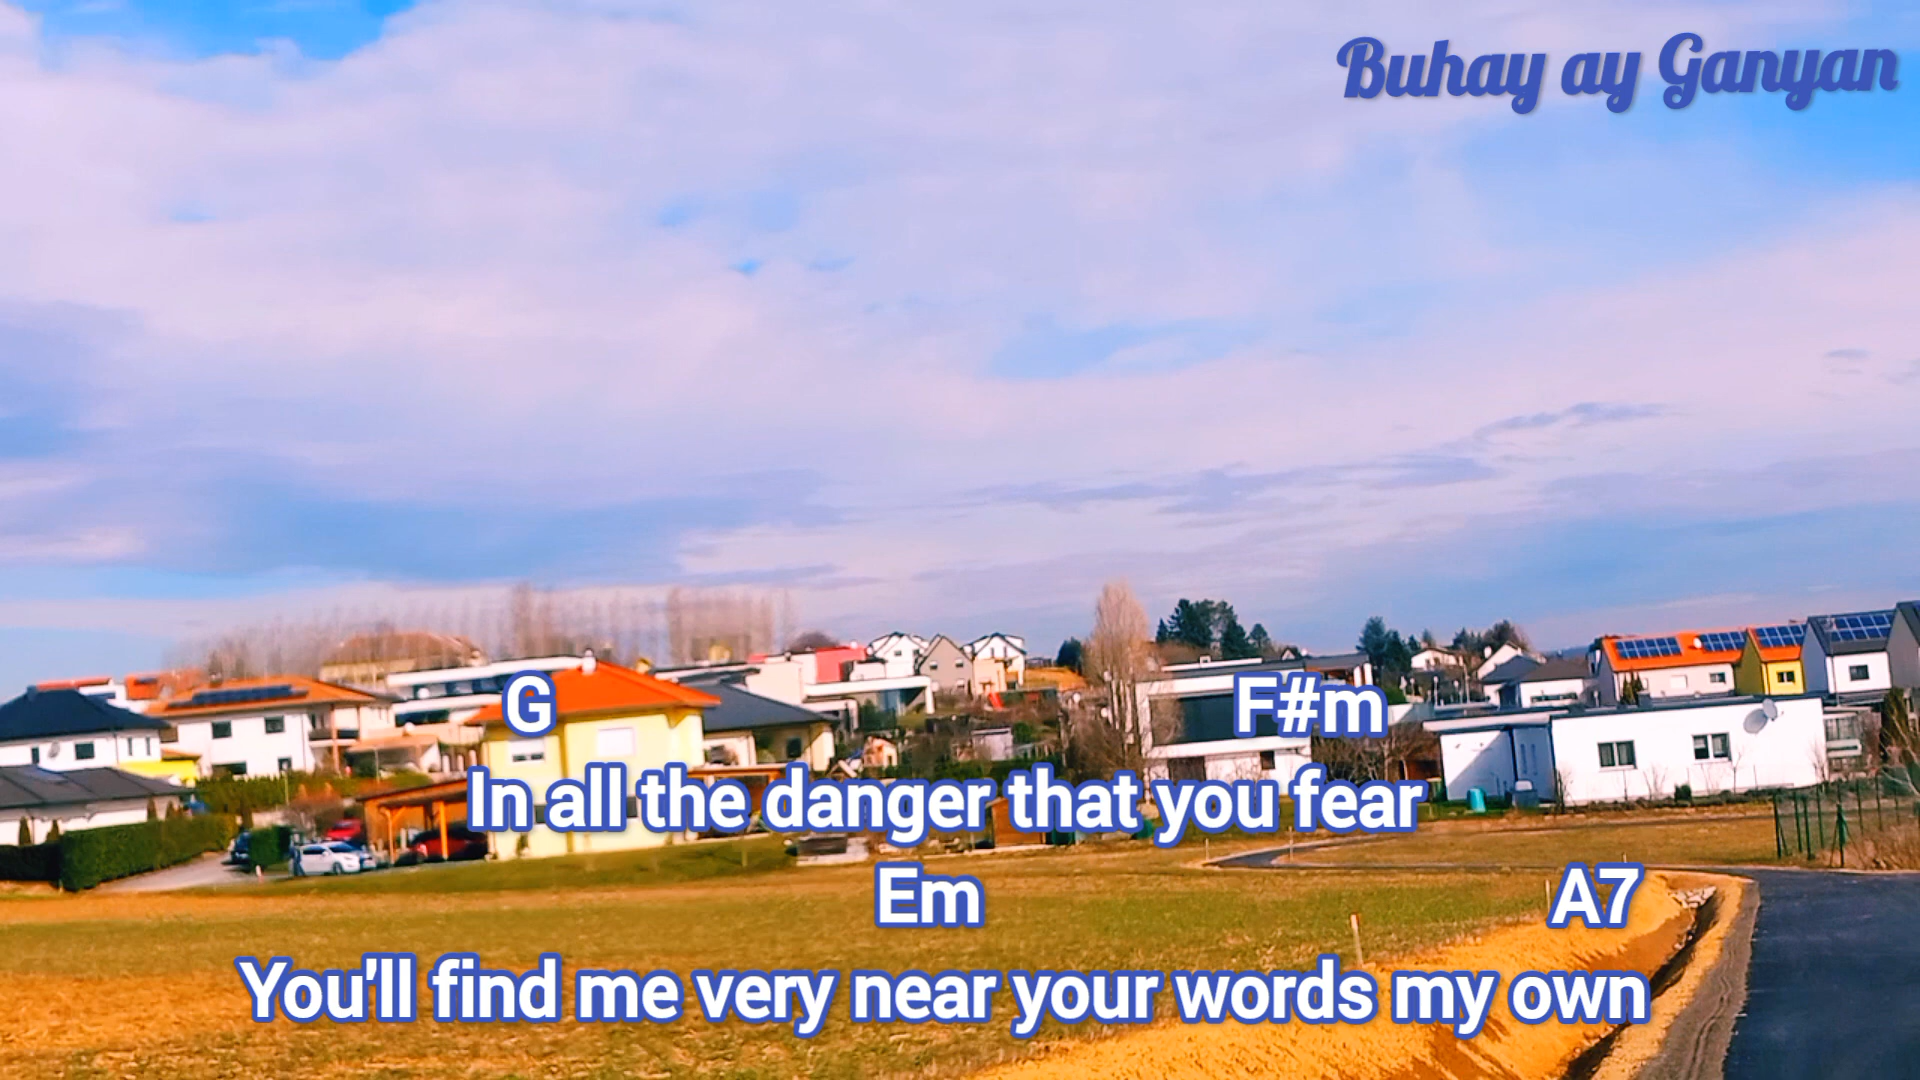 Buhay ay Ganyan
G F#m
In all the danger that you fear
Em A7
You'll find me very near your words my own